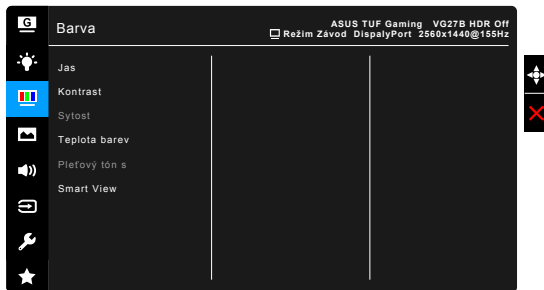 G
Barva
ASUS TUF Gaming VG27B HDR Off
Režim Závod DispalyPort 2560x1440@155Hz
Jas
Kontrast
Sytost
Teplota barev
Pleťový tón s
Smart View